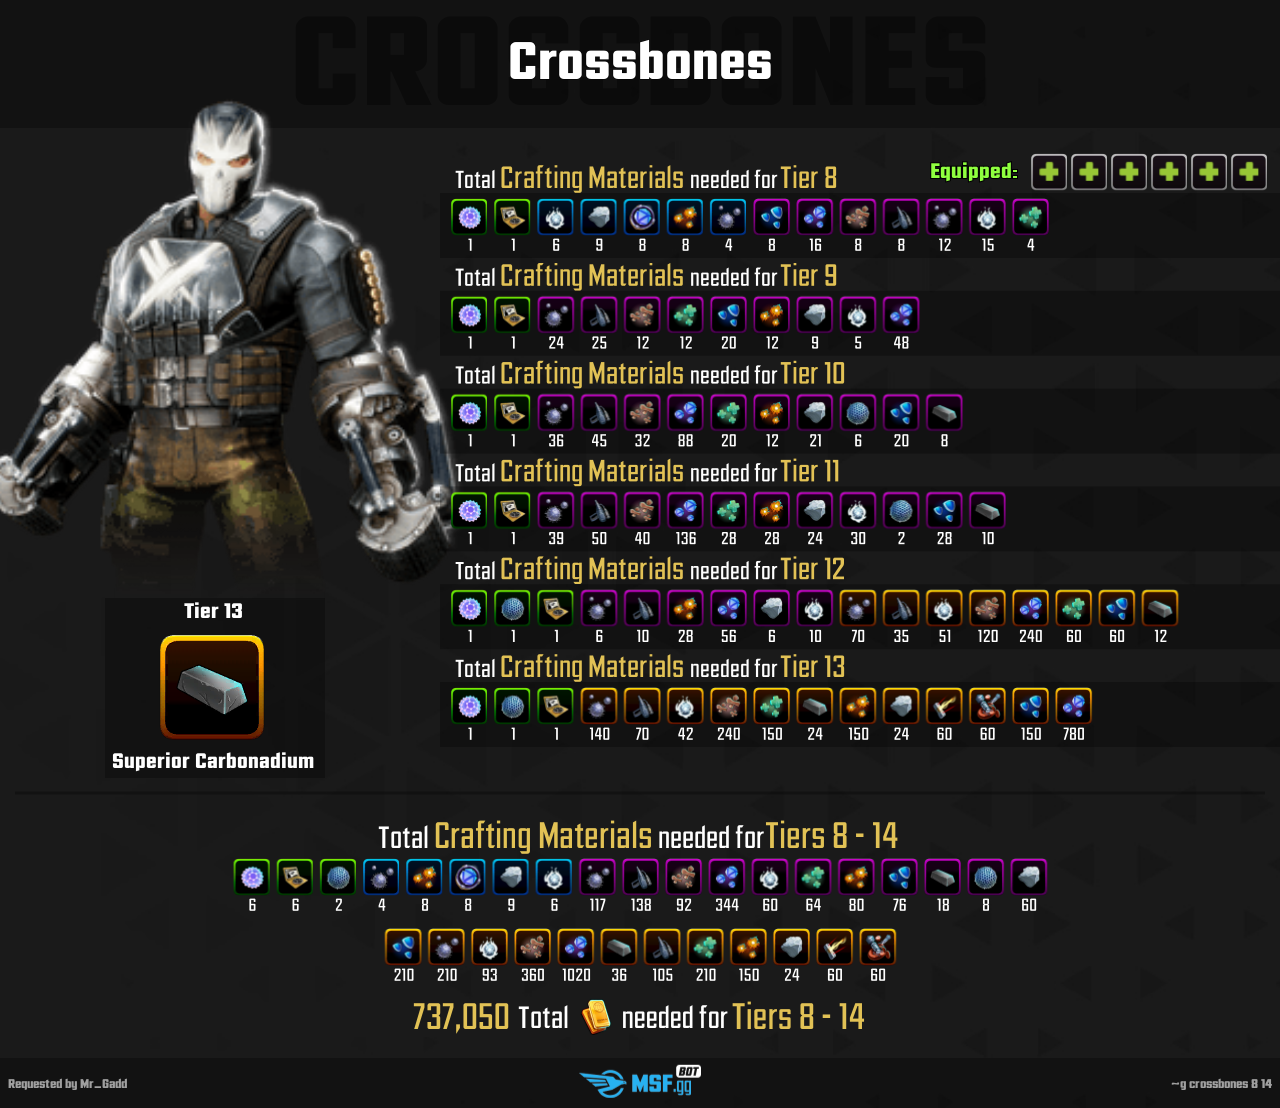 CROSSBONES
Crossbones
Total Crafting Materials needed for Tier 8
Equipped:
1 1 6 9 8 8 4 8 16 8 8 12 15 4
Total Crafting Materials needed for Tier 9
1 1 24 25 12 12 20 12 9 5 48
Total Crafting Materials needed for Tier 10
1 1 36 45 32 88 20 12 21 6 20 8
Total Crafting Materials needed for Tier 11
1 1 39 50 40 136 28 28 24 30 2 28 10
Total Crafting Materials needed for Tier 12
1 1 1 6 10 28 56 6 10 70 35 51 120 240 60 60 12
Total Crafting Materials needed for Tier 13
1 1 1 140 70 42 240 150 24 150 24 60 60 150 780
Tier 13
Superior Carbonadium
Total Crafting Materials needed for Tiers 8 - 14
6 6 2 4 8 8 9 6 117 138 92 344 60 64 80 76 18 8 60
210 210 93 360 1020 36 105 210 150 24 60 60
737,050 Total needed for Tiers 8 - 14
Requested by Mr_Gadd
MSF.gg BOT
~g crossbones 8 14